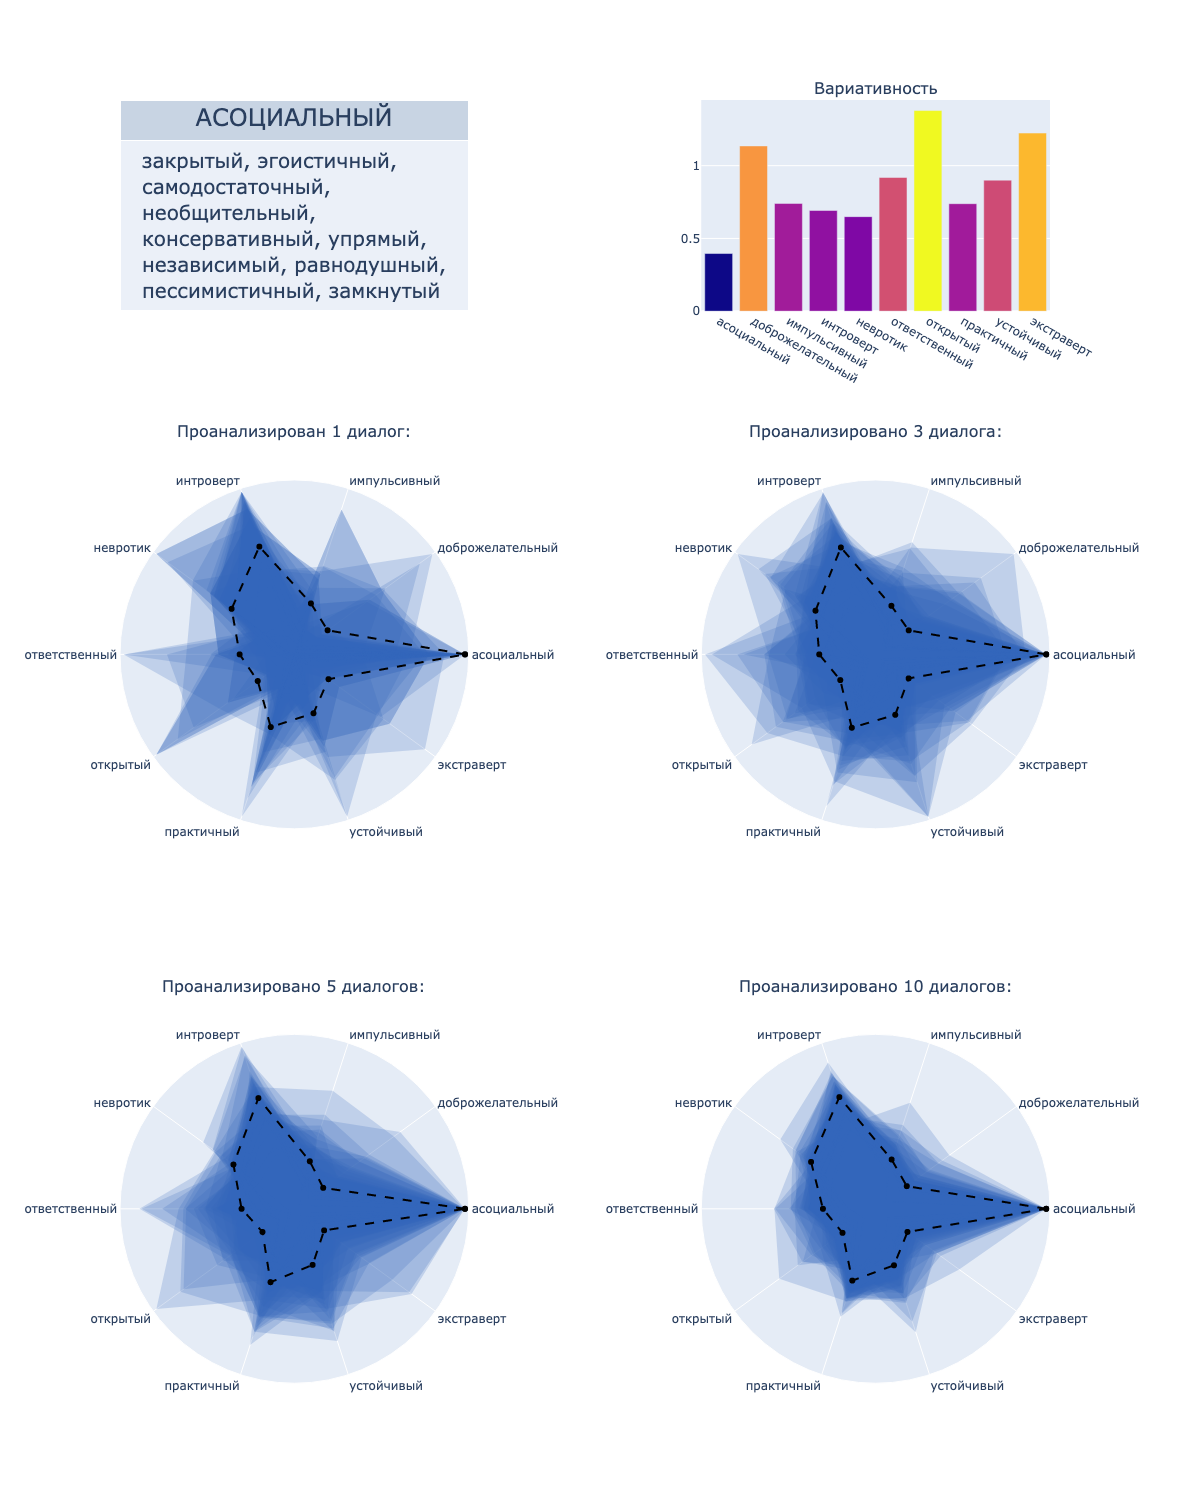 АСОЦИАЛЬНЫЙ
закрытый, эгоистичный,
самодостаточный,
необщительный,
консервативный, упрямый,
независимый, равнодушный,
пессимистичный, замкнутый
Вариативность
1
0.5
0
асоциальный
доброжелательный
импульсивный
интроверт
невротик
ответственный
открытый
практичный
устойчивый
экстраверт
Проанализирован 1 диалог:
интроверт
импульсивный
невротик
доброжелательный
ответственный
асоциальный
открытый
экстраверт
практичный
устойчивый
Проанализировано 3 диалога:
интроверт
импульсивный
невротик
доброжелательный
ответственный
асоциальный
открытый
экстраверт
практичный
устойчивый
Проанализировано 5 диалогов:
интроверт
импульсивный
невротик
доброжелательный
ответственный
асоциальный
открытый
экстраверт
практичный
устойчивый
Проанализировано 10 диалогов:
интроверт
импульсивный
невротик
доброжелательный
ответственный
асоциальный
открытый
экстраверт
практичный
устойчивый